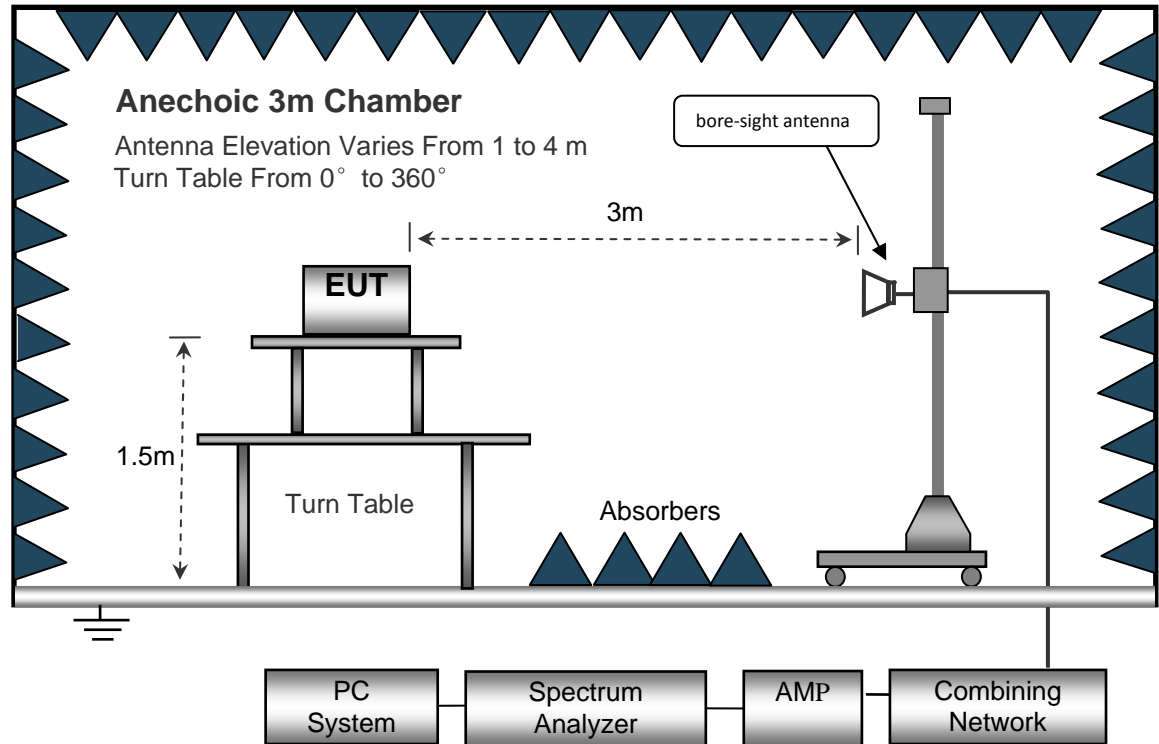 Anechoic 3m Chamber
Antenna Elevation Varies From 1 to 4 m
Turn Table From 0° to 360°
bore-sight antenna
3m
EUT
1.5m
Turn Table
Absorbers
PC
System
Spectrum
Analyzer
AMP
Combining
Network